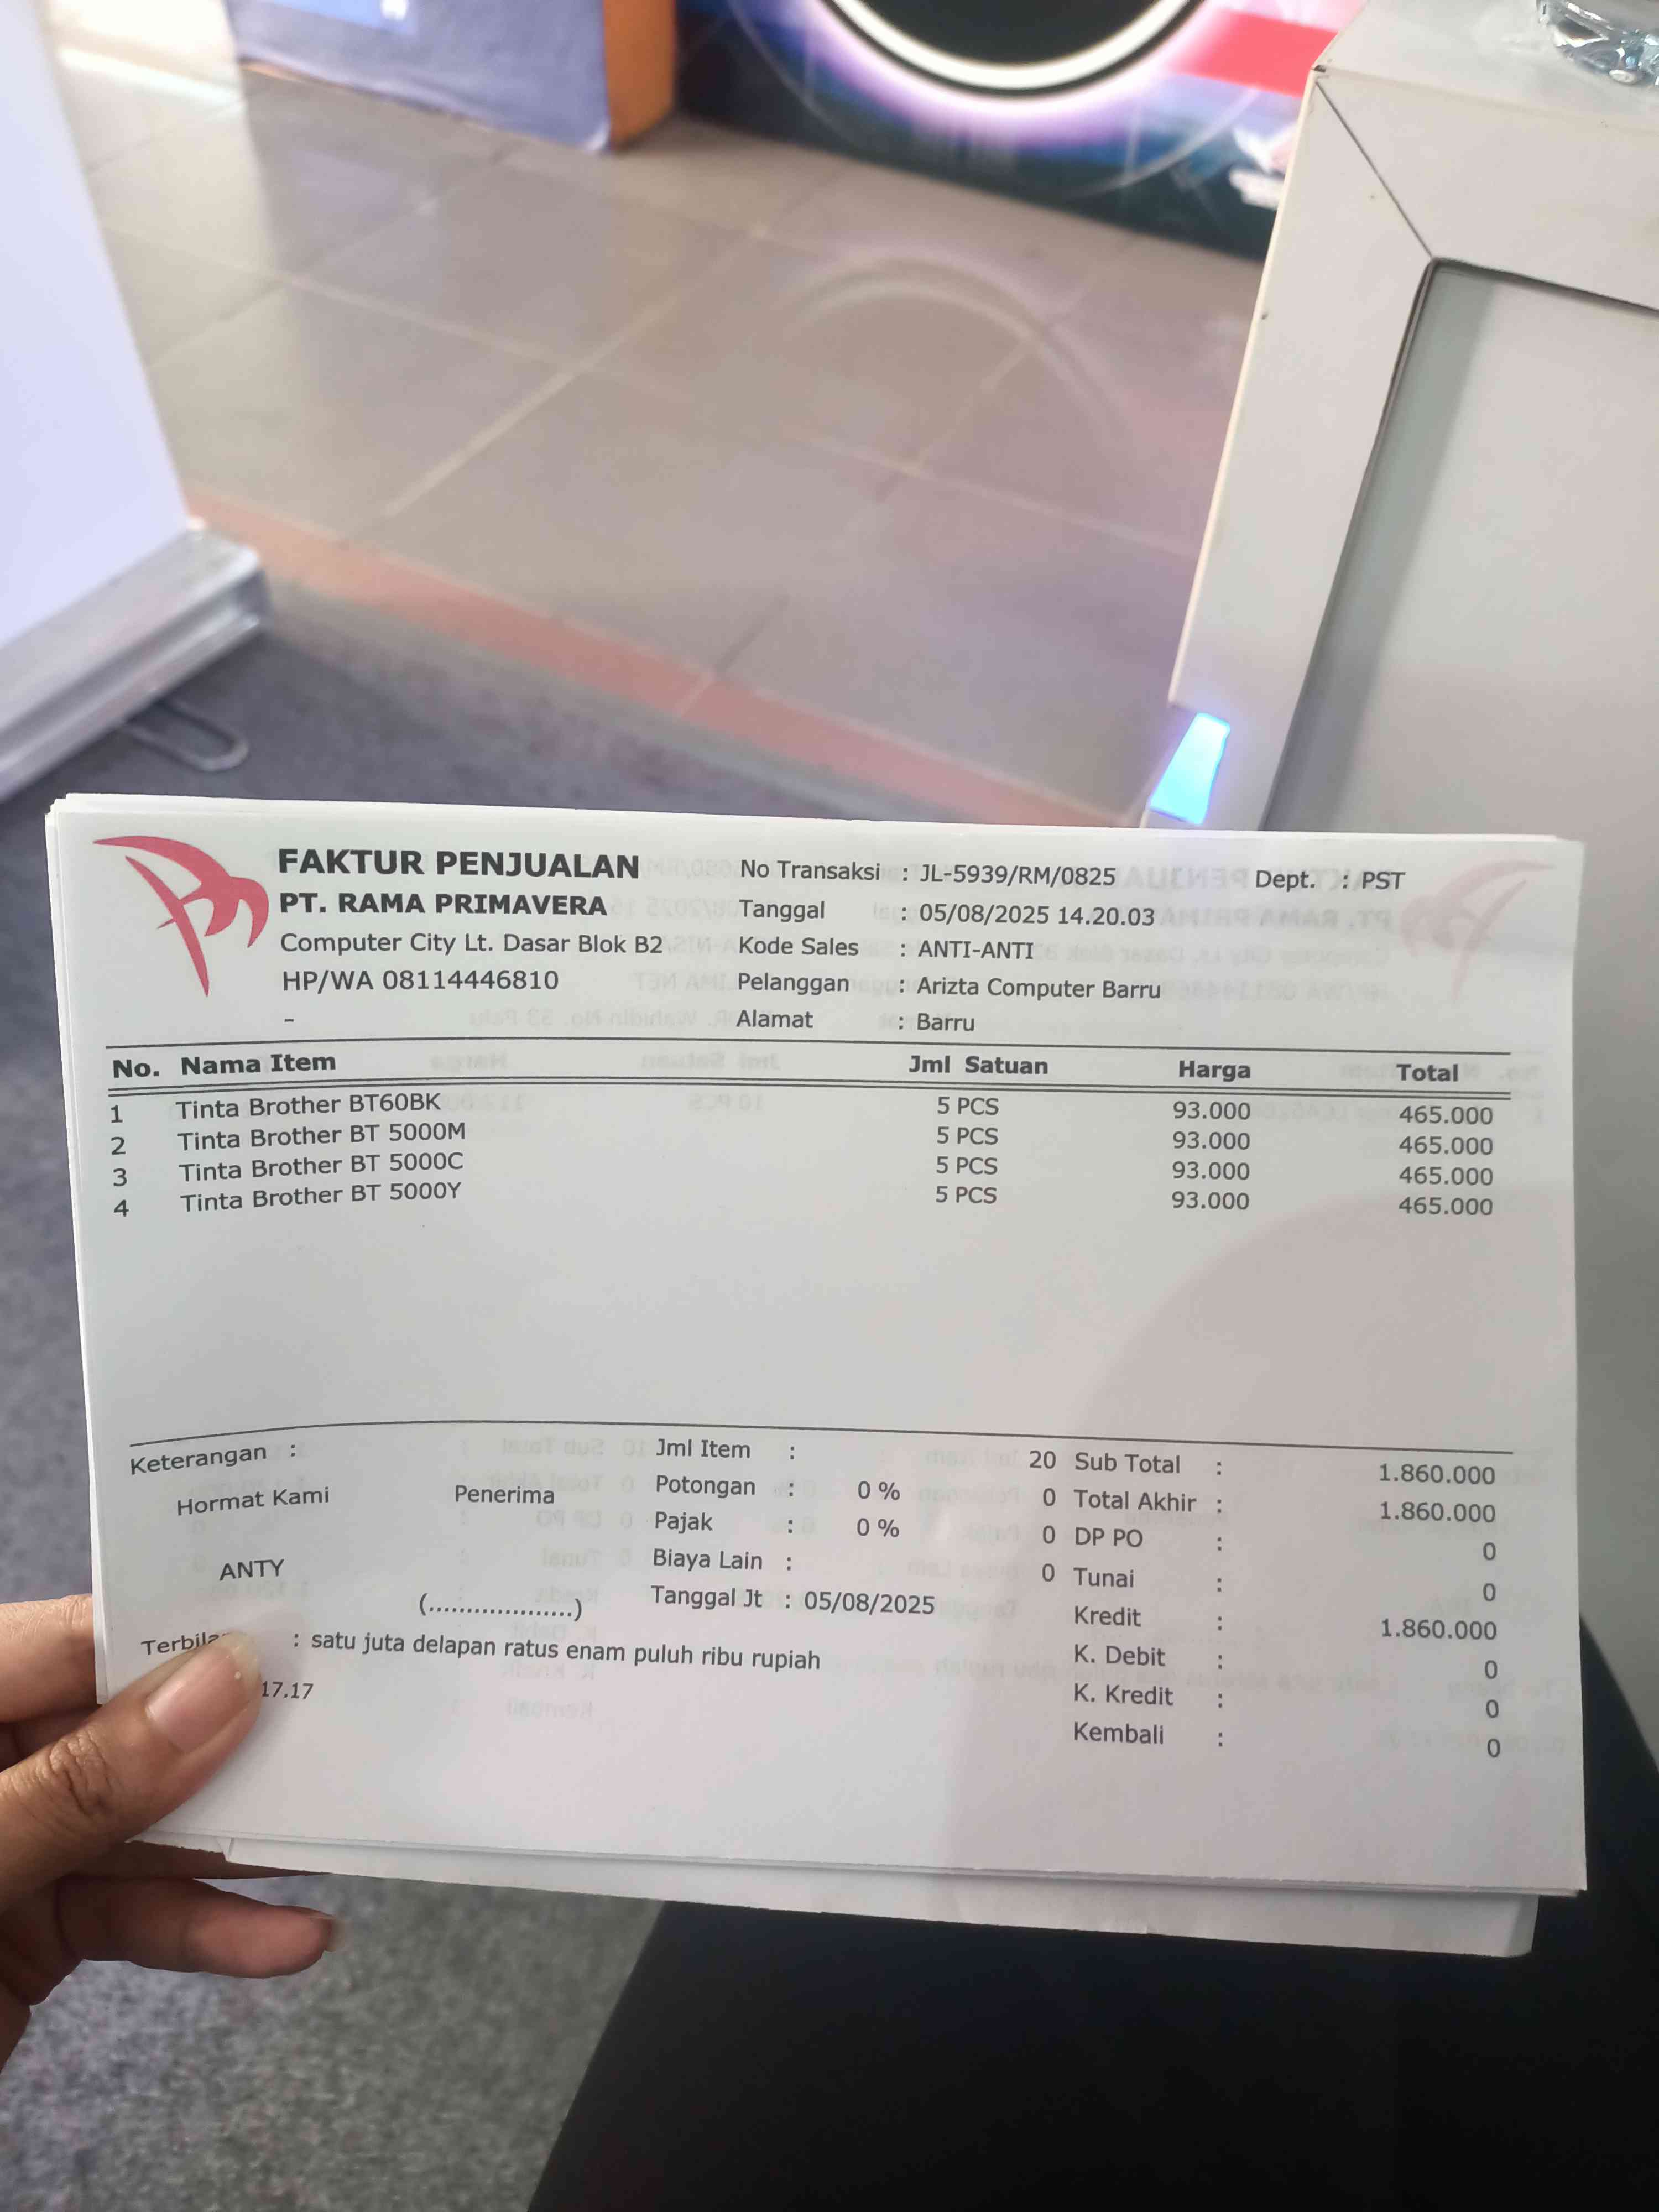 FAKTUR PENJUALAN
PT. RAMA PRIMAVERA
Computer City Lt. Dasar Blok B2
HP/WA 08114446810
-
No Transaksi : JL-5939/RM/0825 Dept. : PST
Tanggal : 05/08/2025 14.20.03
Kode Sales : ANTI-ANTI
Pelanggan : Arizta Computer Barru
Alamat : Barru
No. Nama Item Jml Satuan Harga Total
1 Tinta Brother BT60BK 5 PCS 93.000 465.000
2 Tinta Brother BT 5000M 5 PCS 93.000 465.000
3 Tinta Brother BT 5000C 5 PCS 93.000 465.000
4 Tinta Brother BT 5000Y 5 PCS 93.000 465.000
Keterangan :
Hormat Kami Penerima
ANTY
(...................)
Jml Item : 20
Potongan : 0 % 0
Pajak : 0 % 0
Biaya Lain : 0
Tanggal Jt : 05/08/2025
Sub Total : 1.860.000
Total Akhir : 1.860.000
DP PO : 0
Tunai : 0
Kredit : 1.860.000
K. Debit : 0
K. Kredit : 0
Kembali : 0
: satu juta delapan ratus enam puluh ribu rupiah
17.17